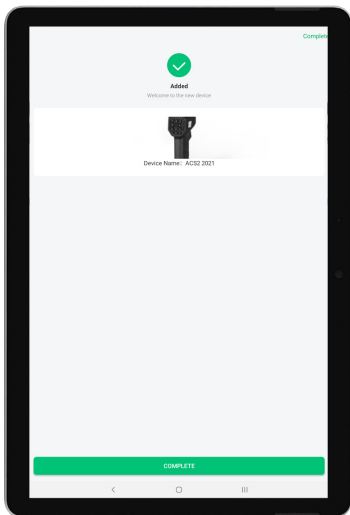 Complete
Added
Welcome to the new device
Device Name: ACS2 2021
COMPLETE